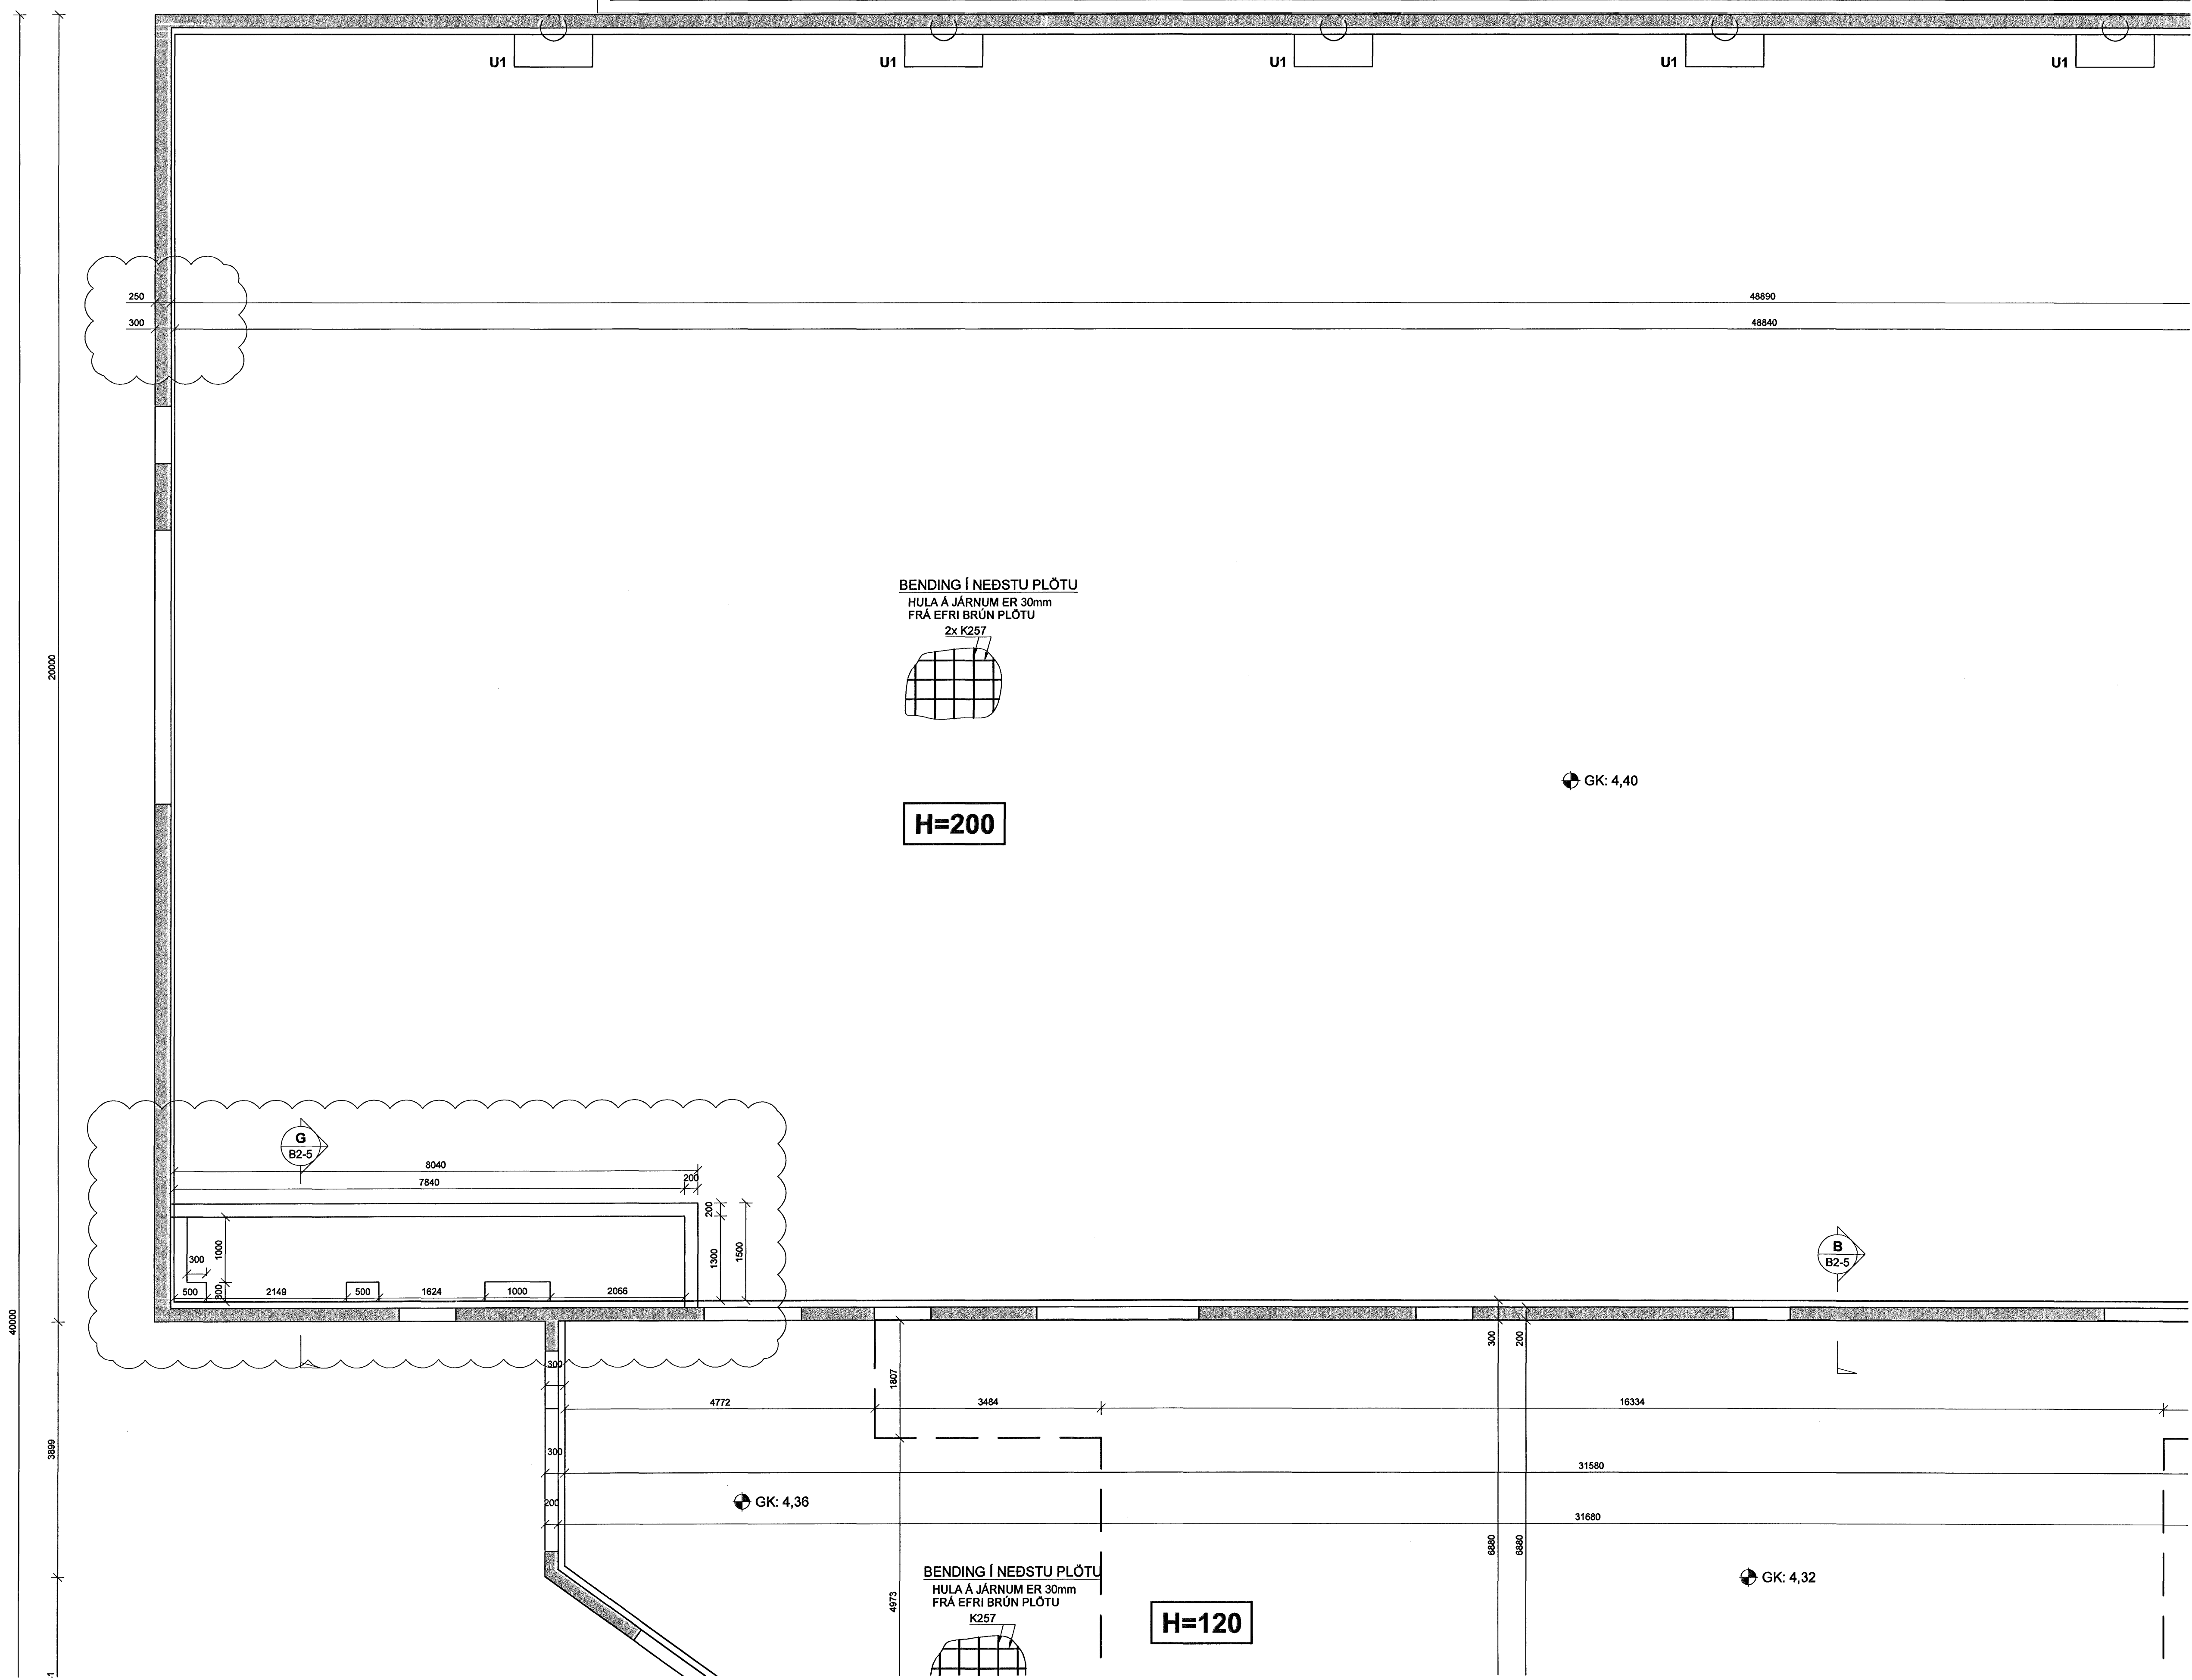 U1
U1
U1
U1
U1
250
48890
300
48840
20000
BENDING Í NEÐSTU PLÖTU
HULA Á JÁRNUM ER 30mm
FRÁ EFRI BRÚN PLÖTU
2x K257
GK: 4,40
H=200
G
B2-5
8040
7840
200
200
1300
1500
300
1000
300
500
2149
500
1624
1000
2066
B
B2-5
40000
300
200
300
1807
4772
3484
16334
3899
300
31580
200
GK: 4,36
31680
6880
6880
BENDING Í NEÐSTU PLÖTU
HULA Á JÁRNUM ER 30mm
FRÁ EFRI BRÚN PLÖTU
K257
4973
H=120
GK: 4,32